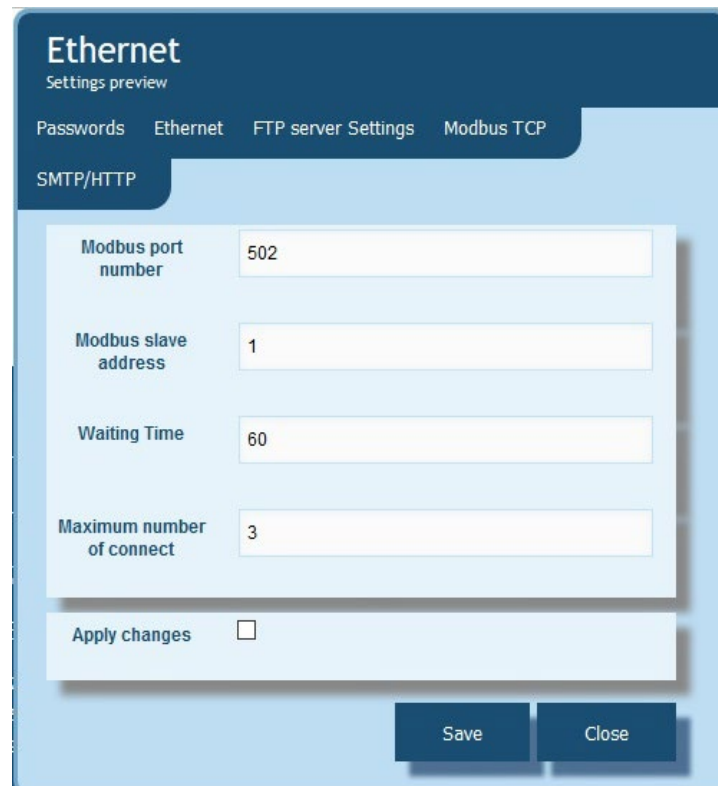 Ethernet
Settings preview
Passwords Ethernet FTP server Settings Modbus TCP
SMTP/HTTP
Modbus port
number
502
Modbus slave
address
1
Waiting Time
60
Maximum number
of connect
3
Apply changes
Save Close